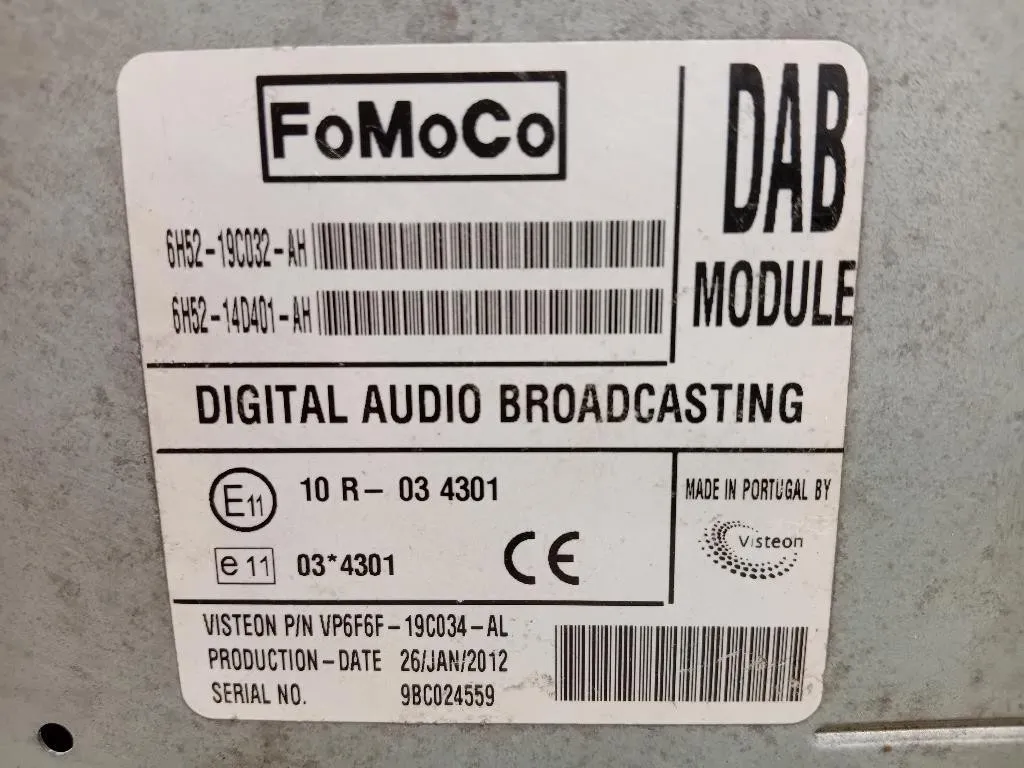 FoMoCo
DAB
MODULE
6H52-19C032-AH
6H52-14D401-AH
DIGITAL AUDIO BROADCASTING
E11 10 R- 03 4301
e 11 03*4301
CE
MADE IN PORTUGAL BY
Visteon
VISTEON P/N VP6F6F-19C034-AL
PRODUCTION-DATE 26/JAN/2012
SERIAL NO. 9BC024559